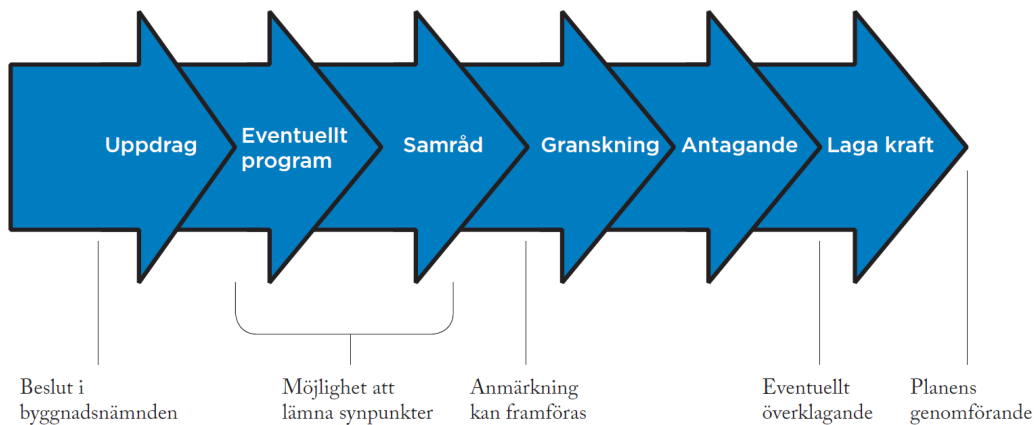 Uppdrag
Eventuellt
program
Samråd
Granskning
Antagande
Laga kraft
Beslut i
byggnadsnämnden
Möjlighet att
lämna synpunkter
Anmärkning
kan framföras
Eventuellt
överklagande
Planens
genomförande